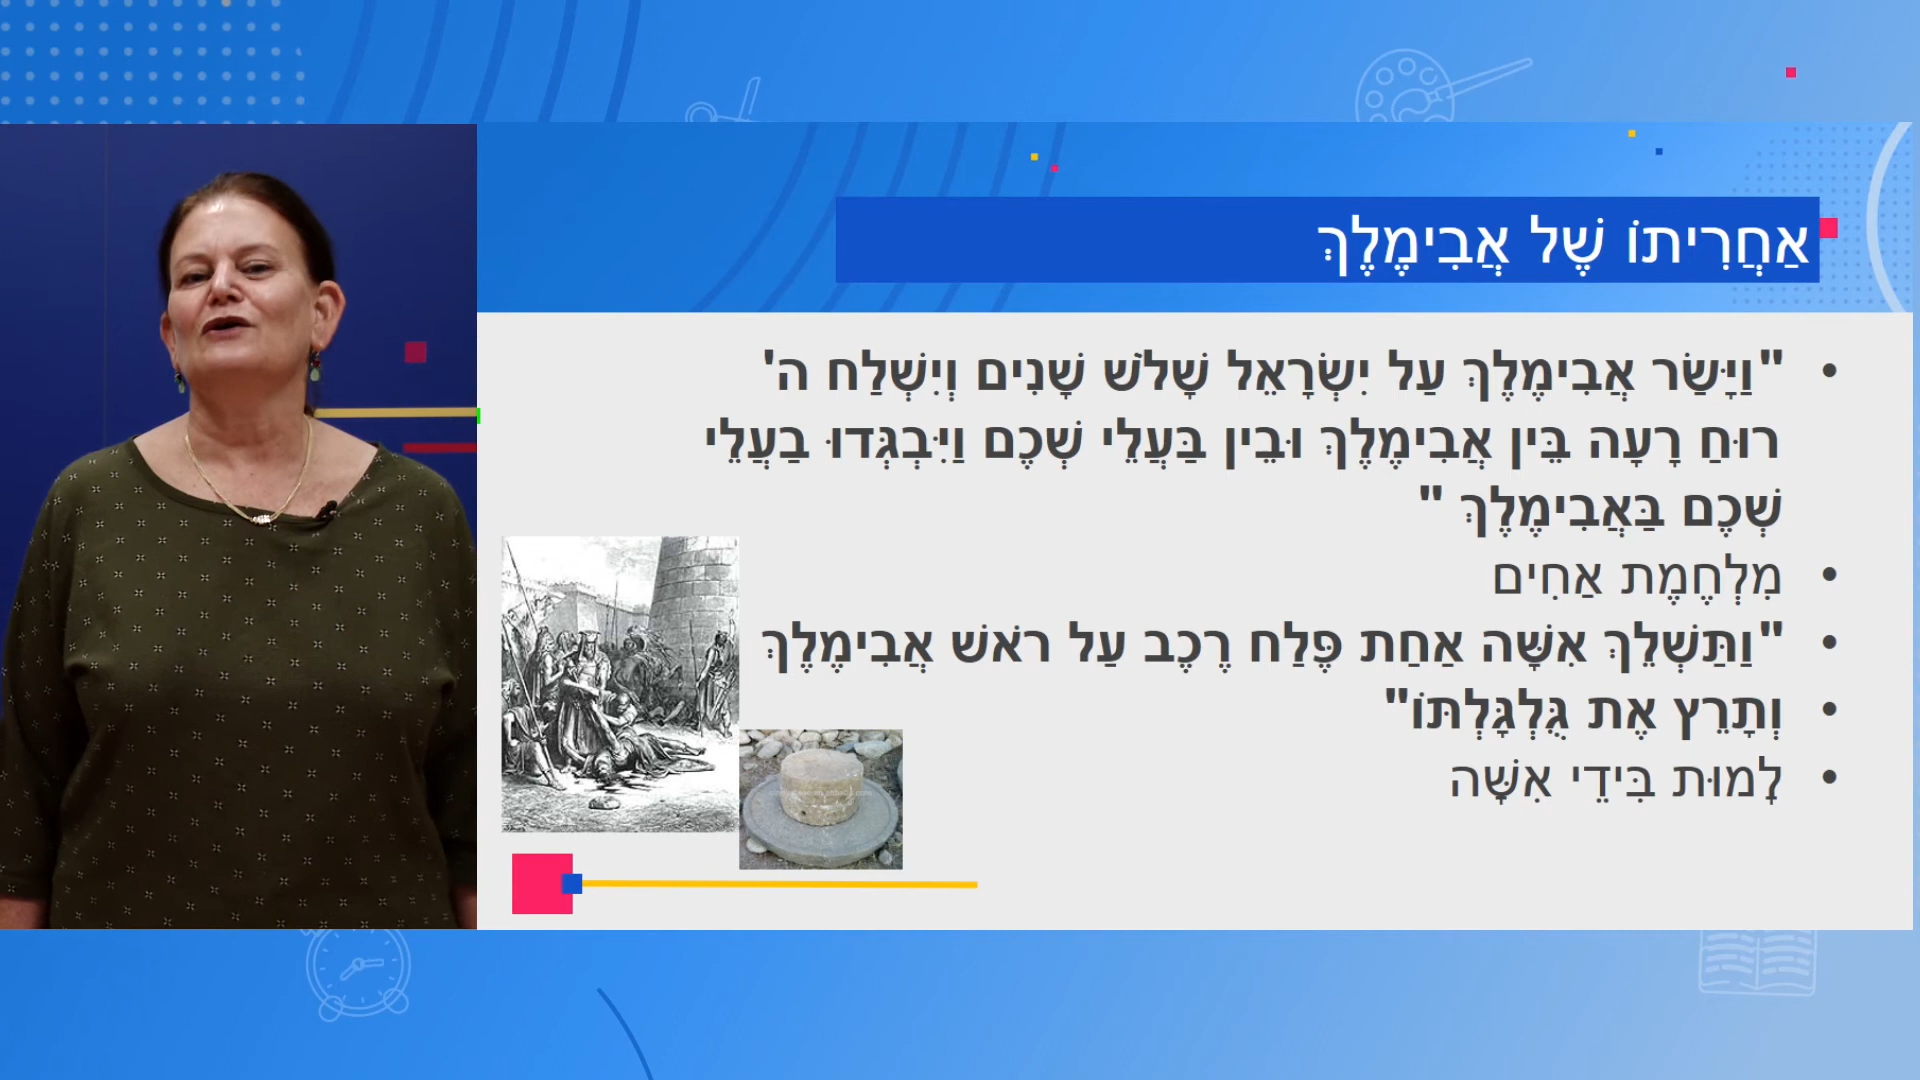 אַחֲרִיתוֹ שֶׁל אֲבִימֶלֶךְ
• "וַיָּשַׂר אֲבִימֶלֶךְ עַל יִשְׂרָאֵל שָׁלֹשׁ שָׁנִים וְיִשְׁלַח ה'
רוּחַ רָעָה בֵּין אֲבִימֶלֶךְ וּבֵין בַּעֲלֵי שְׁכֶם וַיִּבְגְּדוּ בַעֲלֵי
שְׁכֶם בַּאֲבִימֶלֶךְ "
• מִלְחֶמֶת אַחִים
• "וַתַּשְׁלֵךְ אִשָּׁה אַחַת פֶּלַח רֶכֶב עַל רֹאשׁ אֲבִימֶלֶךְ
• וְתָרֵץ אֶת גֻּלְגָּלְתּוֹ"
• לָמוּת בִּידֵי אִשָּׁה